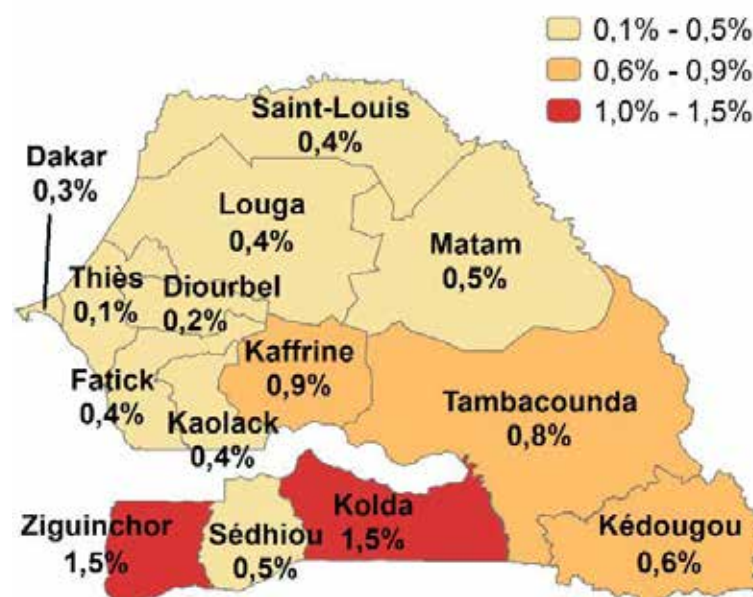 0,1% - 0,5%
0,6% - 0,9%
1,0% - 1,5%
Saint-Louis
0,4%
Dakar
0,3%
Louga
0,4%
Matam
0,5%
Thiès
0,1%
Diourbel
0,2%
Kaffrine
0,9%
Fatick
0,4%
Kaolack
0,4%
Tambacounda
0,8%
Ziguinchor
1,5%
Sédhiou
0,5%
Kolda
1,5%
Kédougou
0,6%